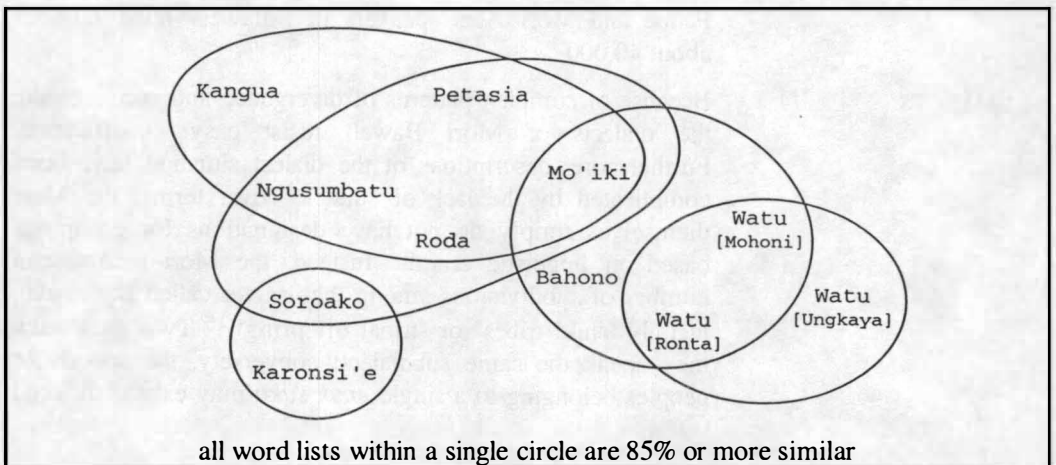 Kangua
Petasia
Mo'iki
Ngusumbatu
Watu
[Mohoni]
Roda
Bahono
Soroako
Watu
[Ungkaya]
Watu
[Ronta]
Karonsi'e
all word lists within a single circle are 85% or more similar